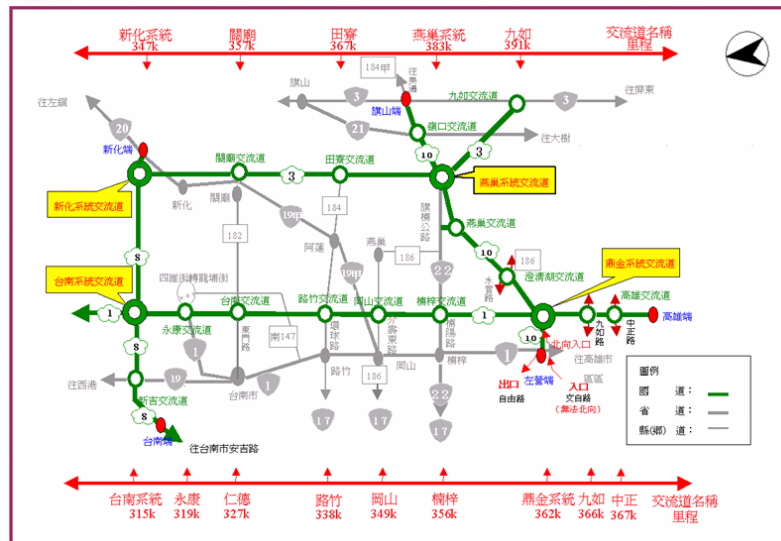 新化系統
347k
關廟
357k
田寮
367k
燕巢系統
383k
九如
391k
交流道名稱
里程
184甲
往美濃
旗山
3
3
往屏東
九如交流道
往左鎮
20
旗山端
21
嶺口交流道
往大樹
新化端
10
3
關廟交流道
田寮交流道
3
新化系統交流道
燕巢系統交流道
新化
關廟
19甲
184
旗楠公路
燕巢交流道
8
182
阿蓮
燕巢
186
10
186
台南系統交流道
四維街轉龍埔街
19甲
22
水管路
澄清湖交流道
鼎金系統交流道
1
永康交流道
台南交流道
路竹交流道
岡山交流道
楠梓交流道
1
高雄交流道
高雄端
8
1
東門路
南147
環球路
介壽東路
楠陽路
10
北向入口
九如路
中正路
往西港
19
台南市
1
路竹
岡山
楠梓
1
往高雄市區
區
186
22
出口
自由路
左營端
入口
文自路
(無法北向)
新吉交流道
8
台南端
往台南市安吉路
17
17
17
圖例
國 道：
省 道：
縣(鄉) 道：
台南系統
315k
永康
319k
仁德
327k
路竹
338k
岡山
349k
楠梓
356k
鼎金系統
362k
九如
366k
中正
367k
交流道名稱
里程